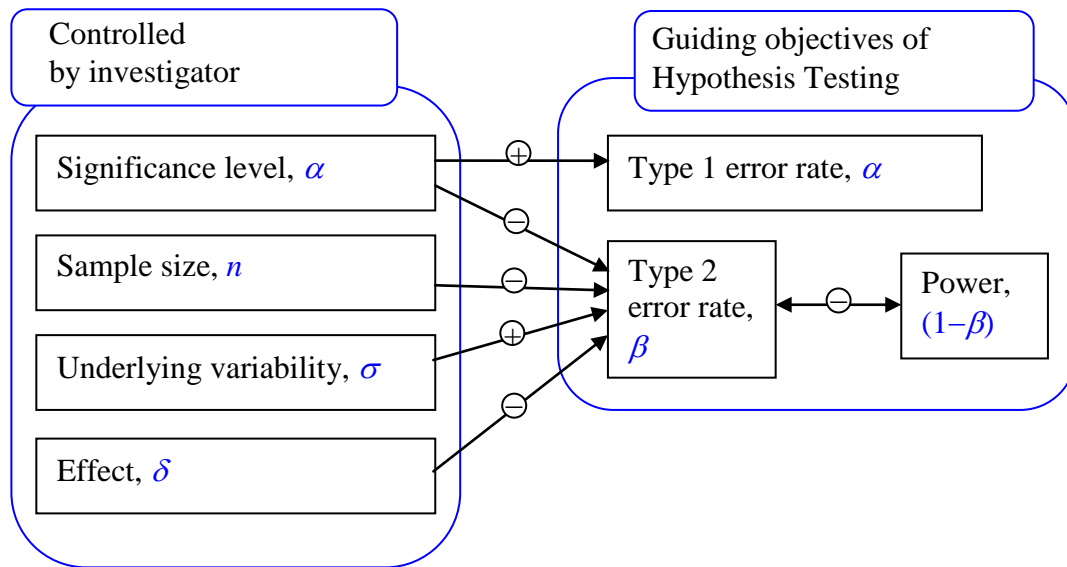 Controlled
by investigator
Guiding objectives of
Hypothesis Testing
Significance level, α
+
Type 1 error rate, α
−
Sample size, n
−
Type 2
error rate,
β
−
Power,
(1−β)
Underlying variability, σ
+
Effect, δ
−